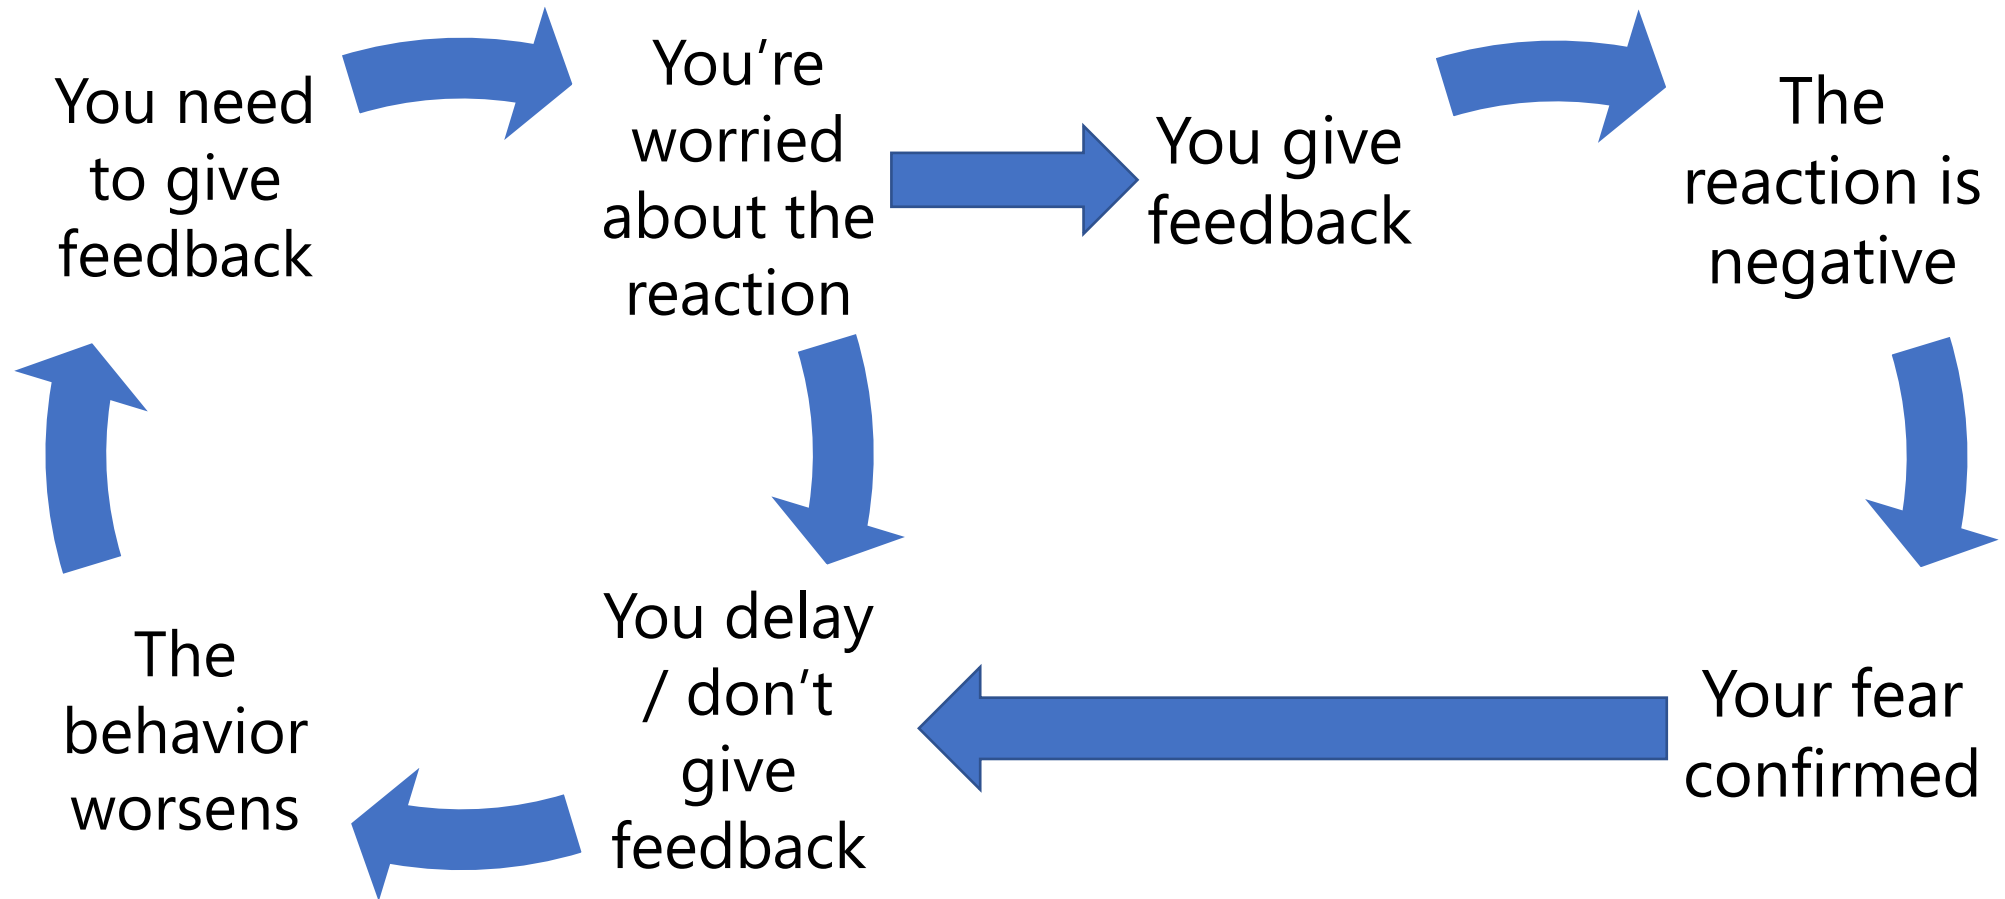 You need
to give
feedback
You’re
worried
about the
reaction
You give
feedback
The
reaction is
negative
The
behavior
worsens
You delay
/ don’t
give
feedback
Your fear
confirmed